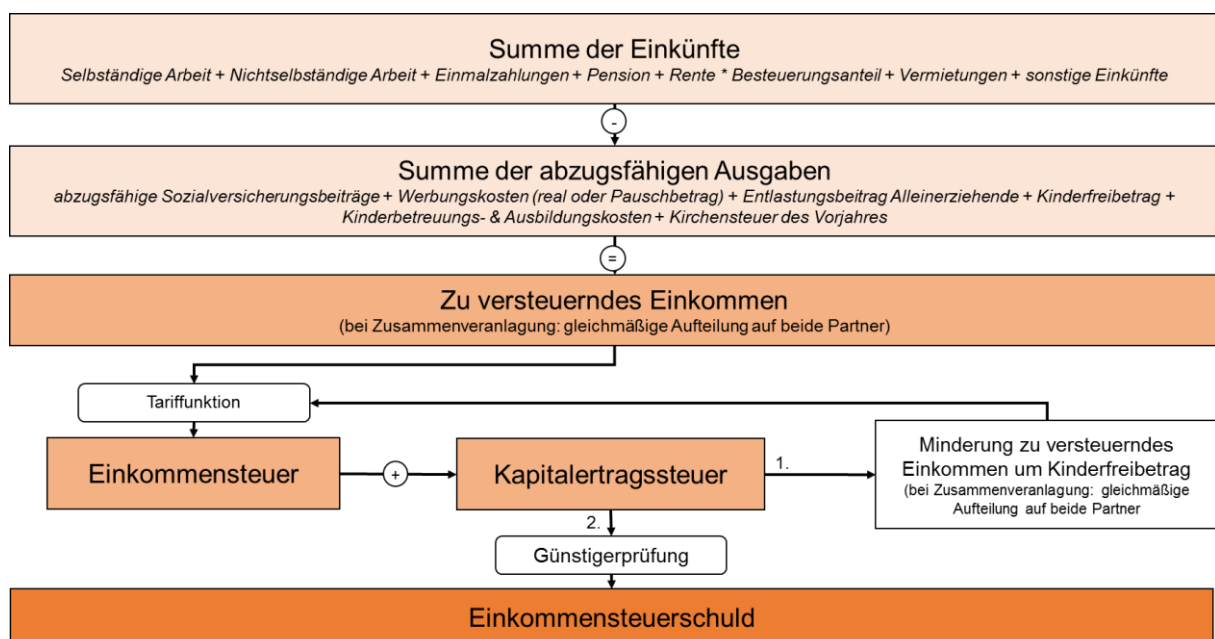 Summe der Einkünfte
Selbständige Arbeit + Nichtselbständige Arbeit + Einmalzahlungen + Pension + Rente * Besteuerungsanteil + Vermietungen + sonstige Einkünfte
-
Summe der abzugsfähigen Ausgaben
abzugsfähige Sozialversicherungsbeiträge + Werbungskosten (real oder Pauschbetrag) + Entlastungsbeitrag Alleinerziehende + Kinderfreibetrag +
Kinderbetreuungs- & Ausbildungskosten + Kirchensteuer des Vorjahres
=
Zu versteuerndes Einkommen
(bei Zusammenveranlagung: gleichmäßige Aufteilung auf beide Partner)
Tariffunktion
Einkommensteuer
+
Kapitalertragssteuer
1.
Minderung zu versteuerndes
Einkommen um Kinderfreibetrag
(bei Zusammenveranlagung: gleichmäßige
Aufteilung auf beide Partner
2.
Günstigerprüfung
Einkommensteuerschuld